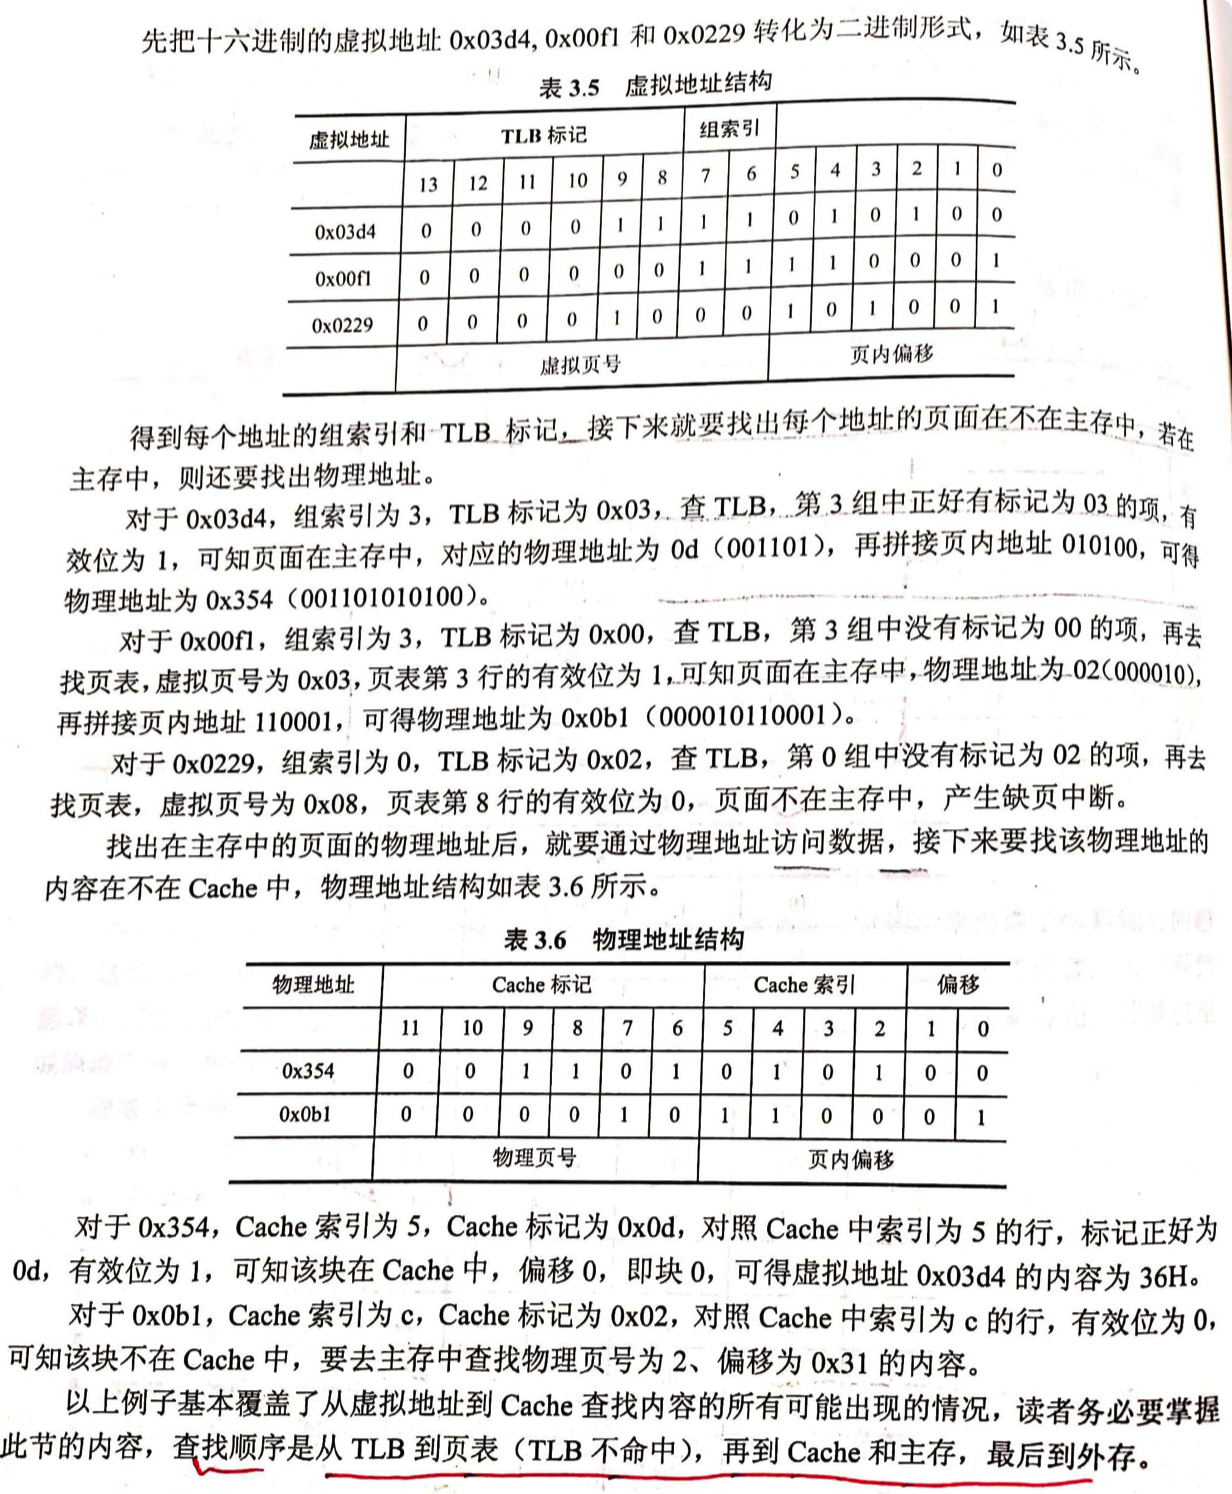 先把十六进制的虚拟地址 0x03d4, 0x00f1 和 0x0229 转化为二进制形式，如表 3.5 所示。
表 3.5 虚拟地址结构
虚拟地址 TLB 标记 组索引
13 12 11 10 9 8 7 6 5 4 3 2 1 0
0x03d4 0 0 0 0 1 1 1 1 0 1 0 1 0 0
0x00f1 0 0 0 0 0 0 1 1 1 1 0 0 0 1
0x0229 0 0 0 0 1 0 0 0 1 0 1 0 0 1
虚拟页号 页内偏移
得到每个地址的组索引和 TLB 标记，接下来就要找出每个地址的页面在不在主存中，若在
主存中，则还要找出物理地址。
对于 0x03d4，组索引为 3，TLB 标记为 0x03，查 TLB，第 3 组中正好有标记为 03 的项，有
效位为 1，可知页面在主存中，对应的物理地址为 0d（001101），再拼接页内地址 010100，可得
物理地址为 0x354（001101010100）。
对于 0x00f1，组索引为 3，TLB 标记为 0x00，查 TLB，第 3 组中没有标记为 00 的项，再去
找页表，虚拟页号为 0x03，页表第 3 行的有效位为 1，可知页面在主存中，物理地址为 02（000010），
再拼接页内地址 110001，可得物理地址为 0x0b1（000010110001）。
对于 0x0229，组索引为 0，TLB 标记为 0x02，查 TLB，第 0 组中没有标记为 02 的项，再去
找页表，虚拟页号为 0x08，页表第 8 行的有效位为 0，页面不在主存中，产生缺页中断。
找出在主存中的页面的物理地址后，就要通过物理地址访问数据，接下来要找该物理地址的
内容在不在 Cache 中，物理地址结构如表 3.6 所示。
表 3.6 物理地址结构
物理地址 Cache 标记 Cache 索引 偏移
11 10 9 8 7 6 5 4 3 2 1 0
0x354 0 0 1 1 0 1 0 1 0 1 0 0
0x0b1 0 0 0 0 1 0 1 1 0 0 0 1
物理页号 页内偏移
对于 0x354，Cache 索引为 5，Cache 标记为 0x0d，对照 Cache 中索引为 5 的行，标记正好为
0d，有效位为 1，可知该块在 Cache 中，偏移 0，即块 0，可得虚拟地址 0x03d4 的内容为 36H。
对于 0x0b1，Cache 索引为 c，Cache 标记为 0x02，对照 Cache 中索引为 c 的行，有效位为 0，
可知该块不在 Cache 中，要去主存中查找物理页号为 2、偏移为 0x31 的内容。
以上例子基本覆盖了从虚拟地址到 Cache 查找内容的所有可能出现的情况，读者务必要掌握
此节的内容，查找顺序是从 TLB 到页表（TLB 不命中），再到 Cache 和主存，最后到外存。